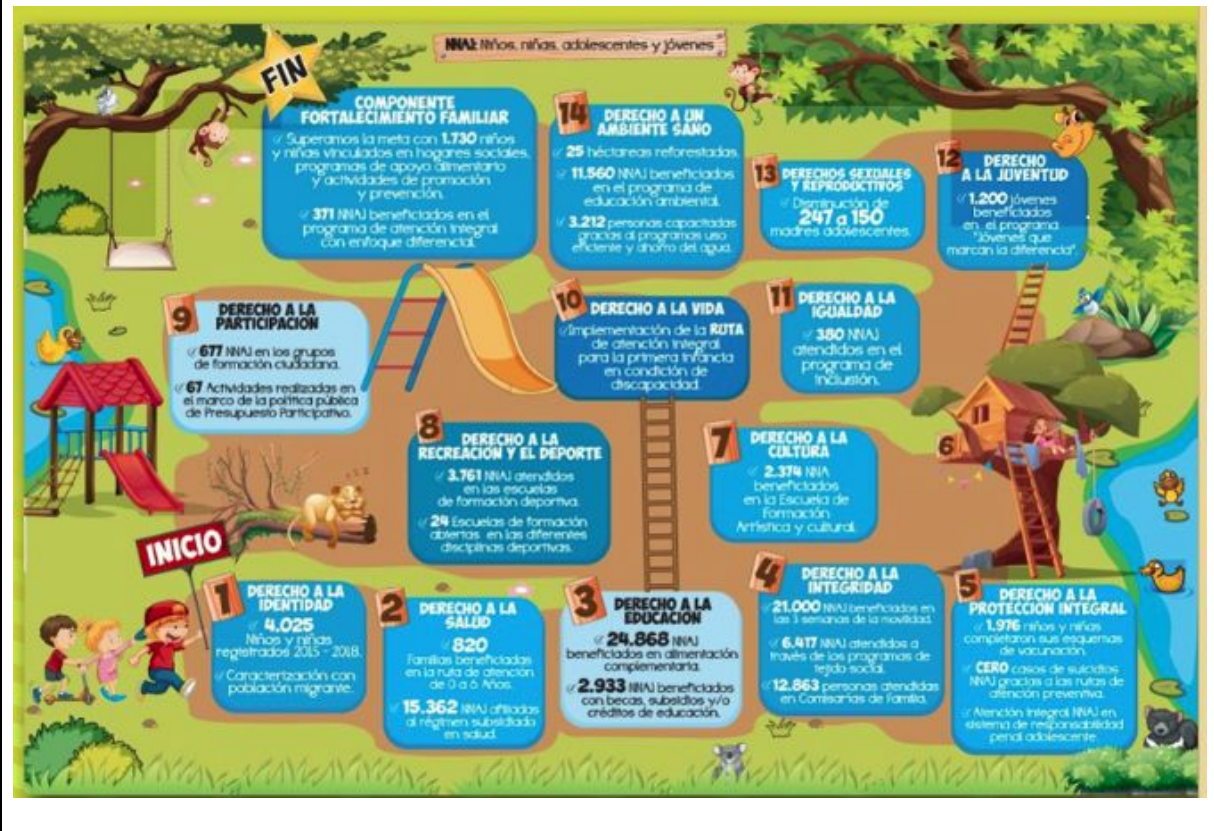 NNAJ: Niños, niñas, adolescentes y jóvenes
FIN
COMPONENTE
FORTALECIMIENTO FAMILIAR
Superamos la meta con 1.730 niños
y niñas vinculados en hogares sociales,
programas de apoyo alimentario
y actividades de promoción
y prevención.
371 NNAJ beneficiados en el
programa de atención integral
con enfoque diferencial.
14 DERECHO A UN
AMBIENTE SANO
25 héctareas reforestadas.
11.560 NNAJ beneficiados
en el programa de
educación ambiental.
3.212 personas capacitadas
gracias al programas uso
eficiente y ahorro del agua.
13 DERECHOS SEXUALES
Y REPRODUCTIVOS
Disminución de
247 a 150
madres adolescentes.
12 DERECHO
A LA JUVENTUD
1.200 jóvenes
beneficiados
en el programa
"Jóvenes que
marcan la diferencia".
9 DERECHO A LA
PARTICIPACION
677 NNAJ en los grupos
de formación ciudadana.
67 Actividades realizadas en
el marco de la política pública
de Presupuesto Participativo.
10 DERECHO A LA VIDA
Implementación de la RUTA
de atención integral
para la primera infancia
en condición de
discapacidad.
11 DERECHO A LA
IGUALDAD
380 NNAJ
atendidos en el
programa de
inclusión.
8 DERECHO A LA
RECREACIÓN Y EL DEPORTE
3.761 NNAJ atendidos
en las escuelas
de formación deportiva.
24 Escuelas de formación
abiertas en las diferentes
disciplinas deportivas.
7 DERECHO A LA
CULTURA
2.374 NNA
beneficiados
en la Escuela de
Formación
Artística y cultural.
6
INICIO
1 DERECHO A LA
IDENTIDAD
4.025
Niños y niñas
registrados 2015 - 2018.
Caracterización con
población migrante.
2 DERECHO A LA
SALUD
820
Familias beneficiadas
en la ruta de atención
de 0 a 6 Años.
15.362 NNAJ afiliadas
al régimen subsidiado
en salud.
3 DERECHO A LA
EDUCACIÓN
24.868 NNAJ
beneficiados en alimentación
complementaria.
2.933 NNAJ beneficiados
con becas, subsidios y/o
créditos de educación.
4 DERECHO A LA
INTEGRIDAD
21.000 NNAJ beneficiados en
las 3 semanas de la movilidad.
6.417 NNAJ atendidos a
través de los programas de
tejido social.
12.863 personas atendidas
en Comisarías de Familia.
5 DERECHO A LA
PROTECCIÓN INTEGRAL
1.976 niños y niñas
completaron sus esquemas
de vacunación.
CERO casos de suicidios
NNAJ gracias a las rutas de
atención preventiva.
Atención Integral NNAJ en
sistema de responsabilidad
penal adolescente